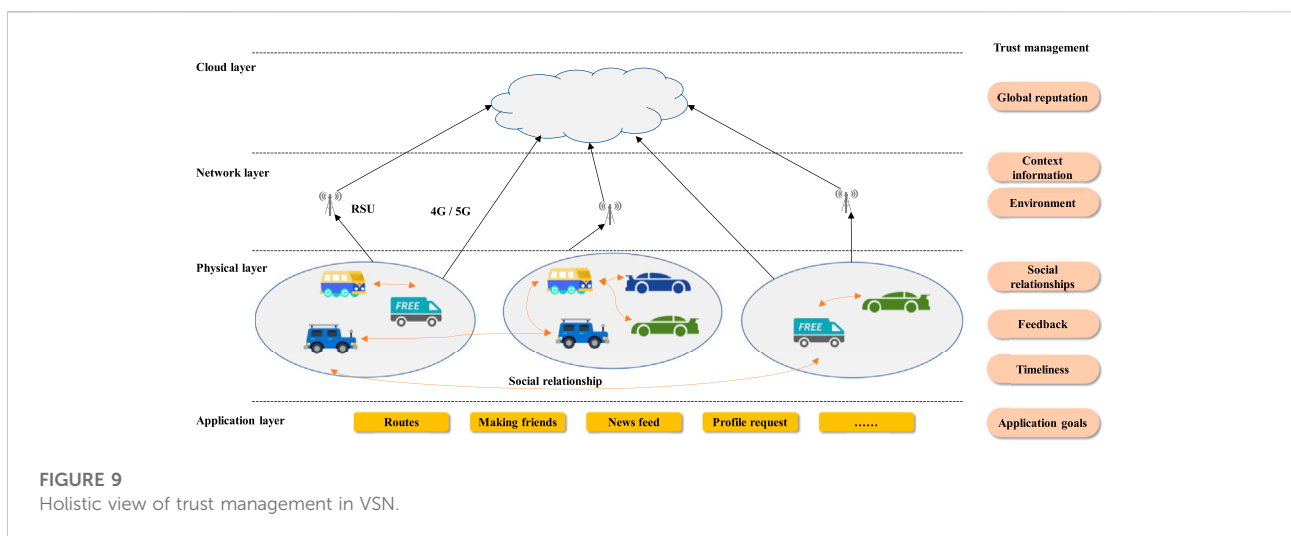 Trust management
Cloud layer
Global reputation
Network layer
Context
information
RSU
4G / 5G
Environment
Physical layer
Social
relationships
FREE
FREE
Feedback
Timeliness
Social relationship
Application layer
Routes
Making friends
News feed
Profile request
......
Application goals
FIGURE 9
Holistic view of trust management in VSN.